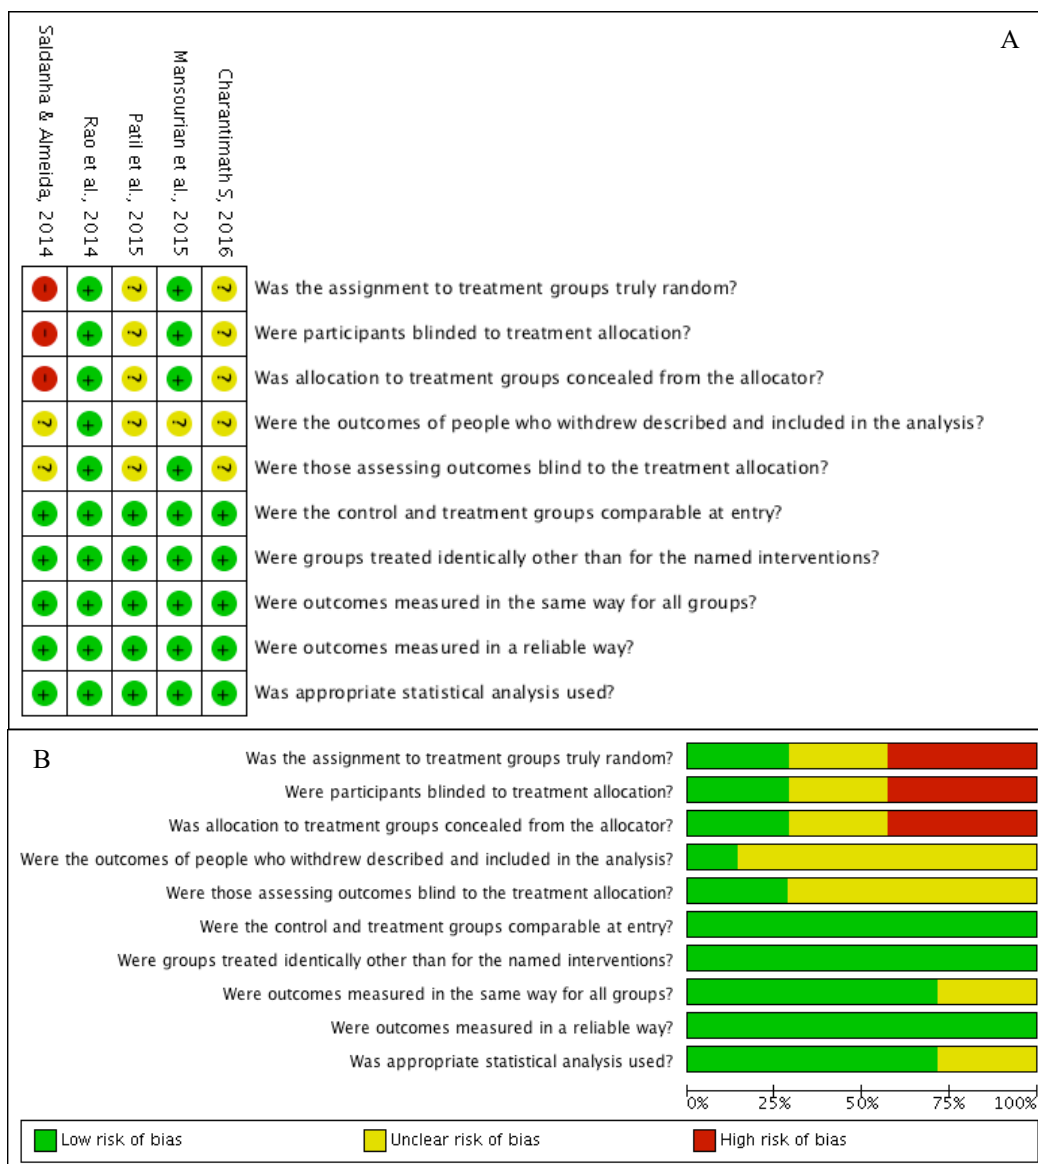 A
Saldanha & Almeida, 2014
Rao et al., 2014
Patil et al., 2015
Mansourian et al., 2015
Charantimath S, 2016
- + ? + ? Was the assignment to treatment groups truly random?
- + ? + ? Were participants blinded to treatment allocation?
- + ? + ? Was allocation to treatment groups concealed from the allocator?
? + ? ? ? Were the outcomes of people who withdrew described and included in the analysis?
? + ? + ? Were those assessing outcomes blind to the treatment allocation?
+ + + + + Were the control and treatment groups comparable at entry?
+ + + + + Were groups treated identically other than for the named interventions?
+ + + + + Were outcomes measured in the same way for all groups?
+ + + + + Were outcomes measured in a reliable way?
+ + + + + Was appropriate statistical analysis used?
B
Was the assignment to treatment groups truly random?
Were participants blinded to treatment allocation?
Was allocation to treatment groups concealed from the allocator?
Were the outcomes of people who withdrew described and included in the analysis?
Were those assessing outcomes blind to the treatment allocation?
Were the control and treatment groups comparable at entry?
Were groups treated identically other than for the named interventions?
Were outcomes measured in the same way for all groups?
Were outcomes measured in a reliable way?
Was appropriate statistical analysis used?
0% 25% 50% 75% 100%
Low risk of bias Unclear risk of bias High risk of bias